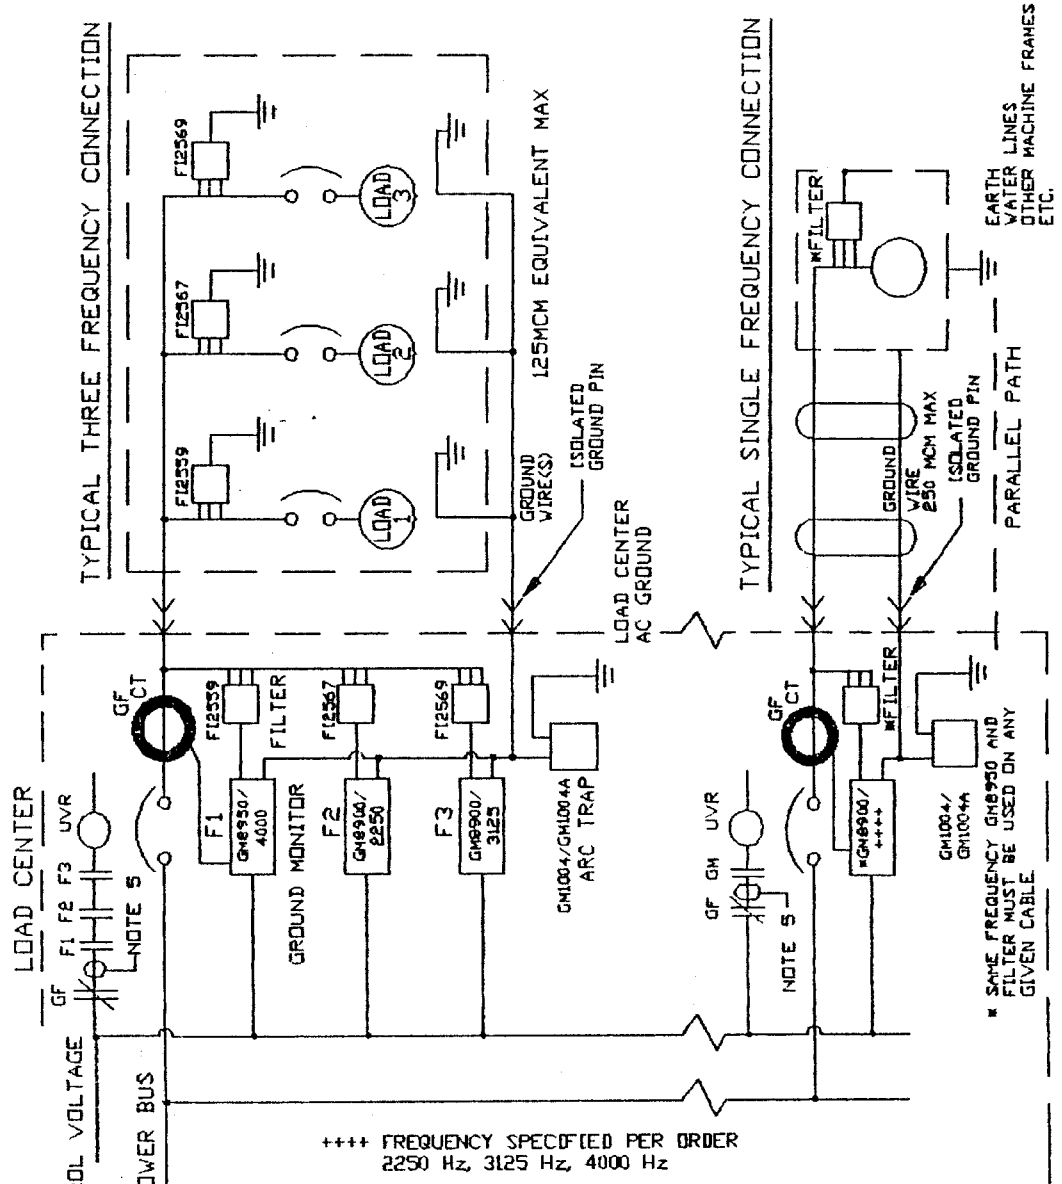 TYPICAL THREE FREQUENCY CONNECTION
FI2569
LOAD
3
FI2567
LOAD
2
FI2559
LOAD
1
125MCM EQUIVALENT MAX
GROUND
WIRE(S)
ISOLATED
GROUND PIN
LOAD CENTER
AC GROUND
LOAD CENTER
GF
CT
FI2559
FILTER
FI2567
FI2569
UVR
F3
F2
F1
GF
NOTE 5
F1
GM8950/
4000
GROUND MONITOR
F2
GM8900/
2250
F3
GM8900/
3125
GM1004/GM1004A
ARC TRAP
OL VOLTAGE
OWER BUS
TYPICAL SINGLE FREQUENCY CONNECTION
*FILTER
EARTH
WATER LINES
OTHER MACHINE FRAMES
ETC.
GROUND
WIRE
250 MCM MAX
ISOLATED
GROUND PIN
PARALLEL PATH
GF
CT
*FILTER
UVR
GM
GF
NOTE 5
*GM8900/
++++
GM1004/
GM1004A
* SAME FREQUENCY GM8950 AND
FILTER MUST BE USED ON ANY
GIVEN CABLE
++++ FREQUENCY SPECIFIED PER ORDER
2250 Hz, 3125 Hz, 4000 Hz